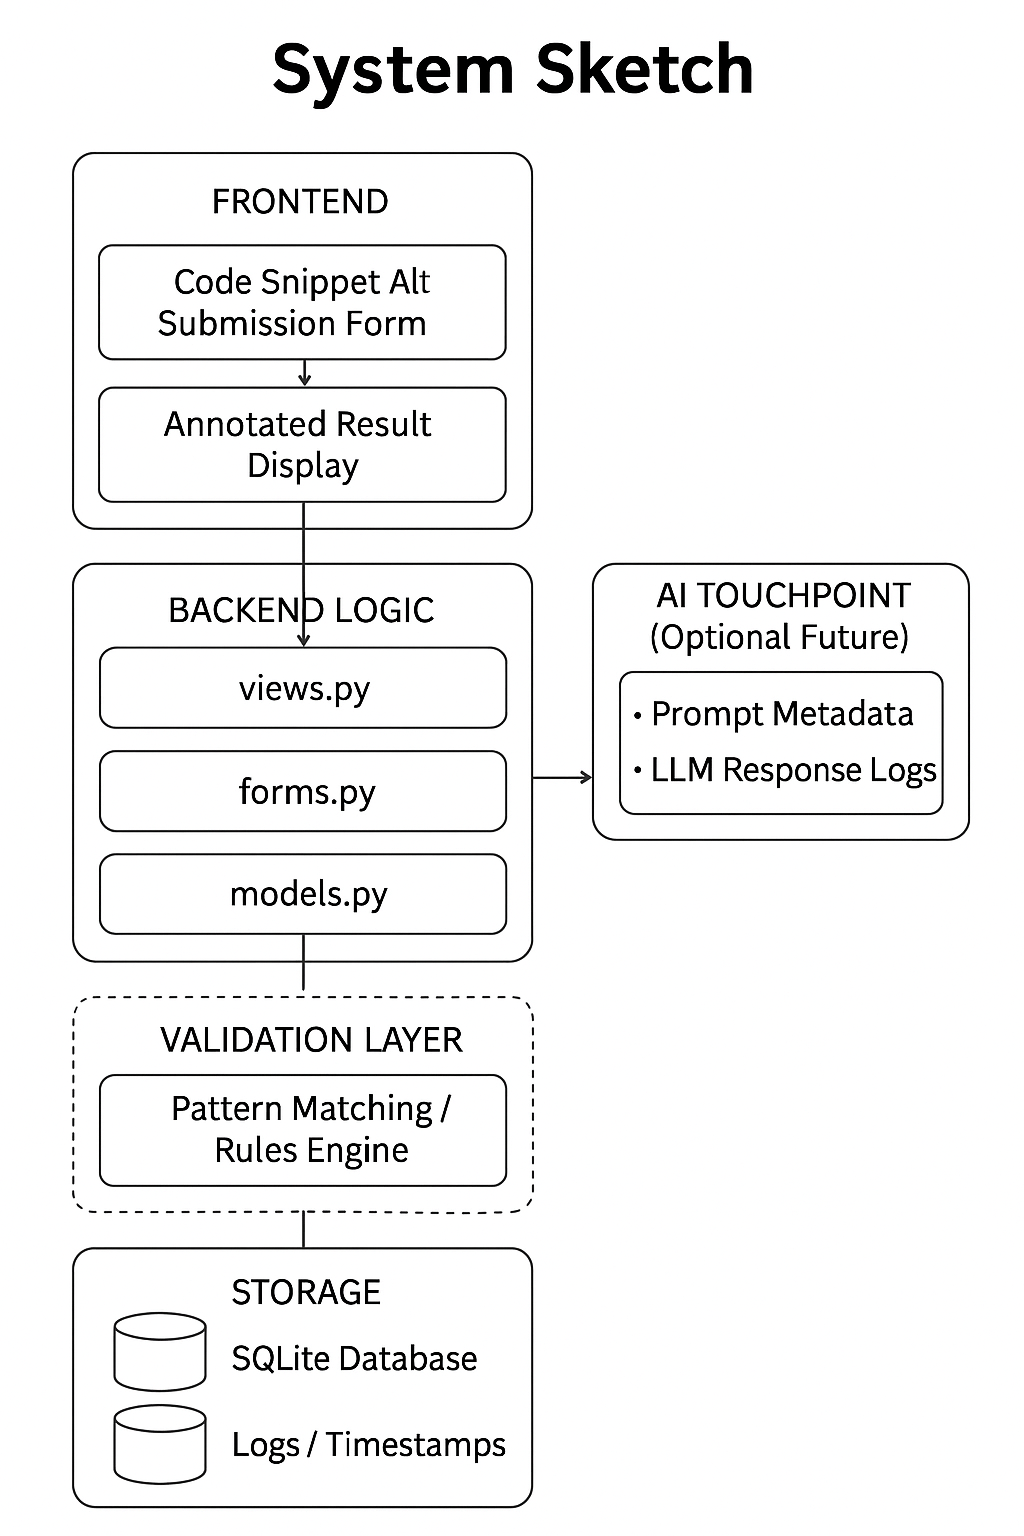 System Sketch
FRONTEND
Code Snippet Alt
Submission Form
Annotated Result
Display
BACKEND LOGIC
views.py
forms.py
models.py
AI TOUCHPOINT
(Optional Future)
• Prompt Metadata
• LLM Response Logs
VALIDATION LAYER
Pattern Matching /
Rules Engine
STORAGE
SQLite Database
Logs / Timestamps